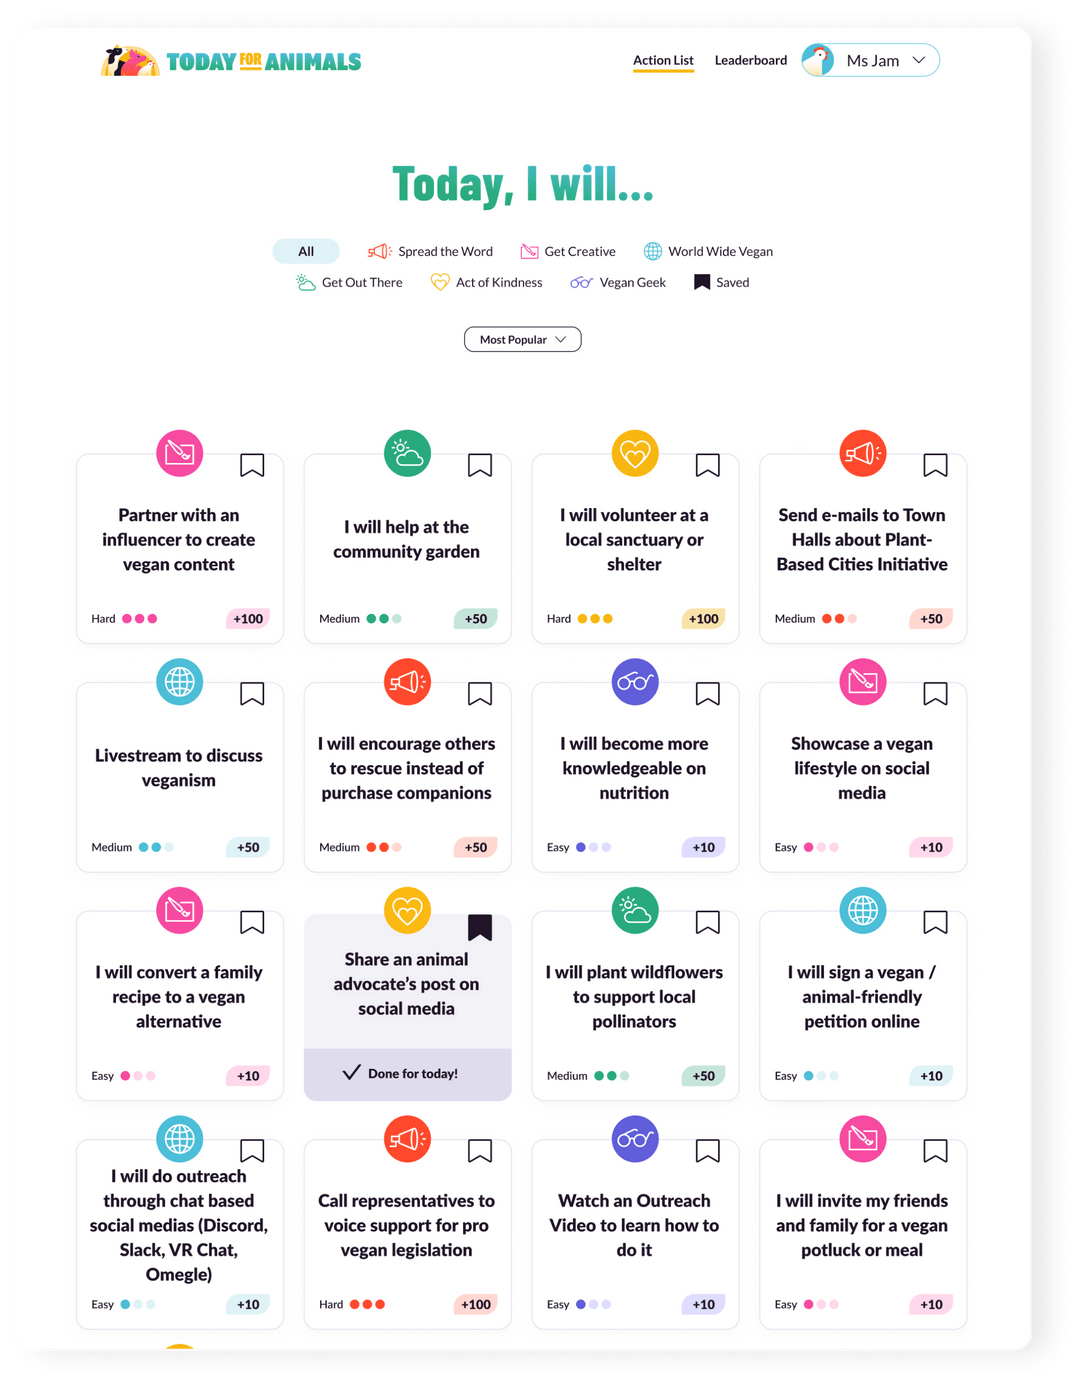 TODAY FOR ANIMALS
Action List
Leaderboard
Ms Jam
Today, I will...
All
Spread the Word
Get Creative
World Wide Vegan
Get Out There
Act of Kindness
Vegan Geek
Saved
Most Popular
Partner with an
influencer to create
vegan content
Hard
+100
I will help at the
community garden
Medium
+50
I will volunteer at a
local sanctuary or
shelter
Hard
+100
Send e-mails to Town
Halls about Plant-
Based Cities Initiative
Medium
+50
Livestream to discuss
veganism
Medium
+50
I will encourage others
to rescue instead of
purchase companions
Medium
+50
I will become more
knowledgeable on
nutrition
Easy
+10
Showcase a vegan
lifestyle on social
media
Easy
+10
I will convert a family
recipe to a vegan
alternative
Easy
+10
Share an animal
advocate's post on
social media
Done for today!
I will plant wildflowers
to support local
pollinators
Medium
+50
I will sign a vegan /
animal-friendly
petition online
Easy
+10
I will do outreach
through chat based
social medias (Discord,
Slack, VR Chat,
Omegle)
Easy
+10
Call representatives to
voice support for pro
vegan legislation
Hard
+100
Watch an Outreach
Video to learn how to
do it
Easy
+10
I will invite my friends
and family for a vegan
potluck or meal
Easy
+10